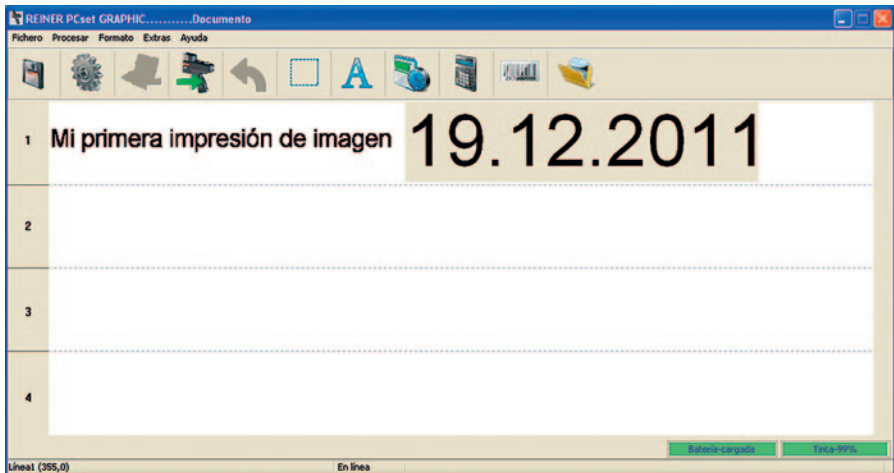 REINER PCset GRAPHIC...........Documento
Fichero Procesar Formato Extras Ayuda
A
1 Mi primera impresión de imagen 19.12.2011
2
3
4
Batería-cargada Tinta-99%
Línea1 (355,0) En línea